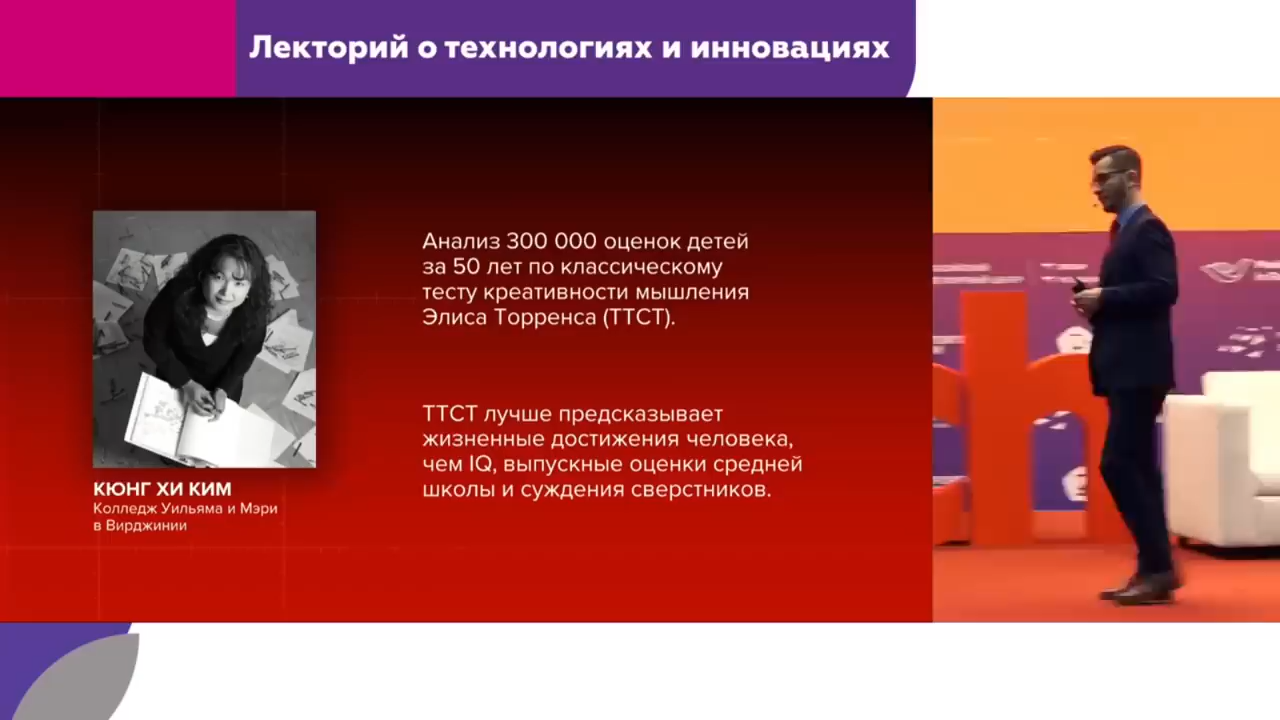 Лекторий о технологиях и инновациях
Анализ 300 000 оценок детей
за 50 лет по классическому
тесту креативности мышления
Элиса Торренса (ТТСТ).
ТТСТ лучше предсказывает
жизненные достижения человека,
чем IQ, выпускные оценки средней
школы и суждения сверстников.
КЮНГ ХИ КИМ
Колледж Уильяма и Мэри
в Вирджинии